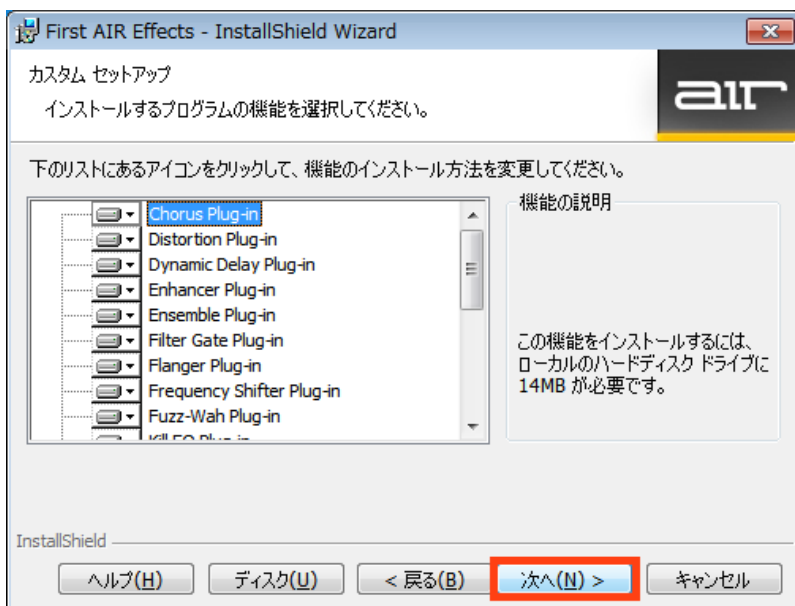 First AIR Effects - InstallShield Wizard
カスタム セットアップ
インストールするプログラムの機能を選択してください。
air
下のリストにあるアイコンをクリックして、機能のインストール方法を変更してください。
Chorus Plug-in
Distortion Plug-in
Dynamic Delay Plug-in
Enhancer Plug-in
Ensemble Plug-in
Filter Gate Plug-in
Flanger Plug-in
Frequency Shifter Plug-in
Fuzz-Wah Plug-in
Kill EQ Plug-in
機能の説明
この機能をインストールするには、
ローカルのハードディスク ドライブに
14MB が必要です。
InstallShield
ヘルプ(H)
ディスク(U)
< 戻る(B)
次へ(N) >
キャンセル